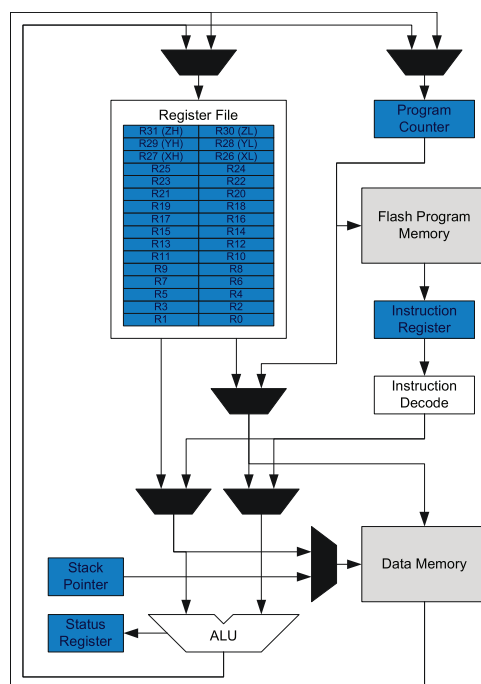 Register File
R31 (ZH) R30 (ZL)
R29 (YH) R28 (YL)
R27 (XH) R26 (XL)
R25 R24
R23 R22
R21 R20
R19 R18
R17 R16
R15 R14
R13 R12
R11 R10
R9 R8
R7 R6
R5 R4
R3 R2
R1 R0
Program
Counter
Flash Program
Memory
Instruction
Register
Instruction
Decode
Data Memory
Stack
Pointer
Status
Register
ALU